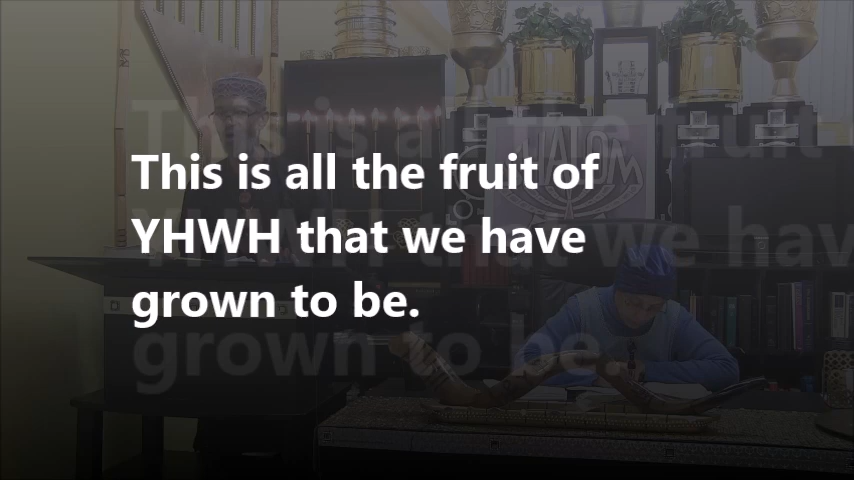 This is all the fruit of
YHWH that we have
grown to be.